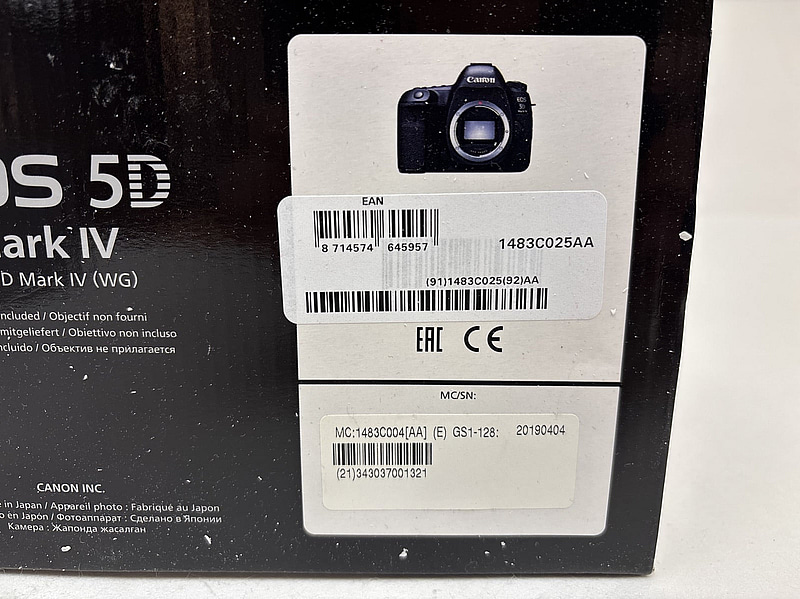 Canon
EOS
5D
EAN
8 714574 645957
1483C025AA
(91)1483C025(92)AA
EAC CE
MC/SN:
MC:1483C004[AA] (E) GS1-128: 20190404
(21)343037001321
OS 5D
ark IV
D Mark IV (WG)
ncluded / Objectif non fourni
mitgeliefert / Obiettivo non incluso
ncluido / Объектив не прилагается
CANON INC.
e in Japan / Appareil photo : Fabriqué au Japon
o en Japón / Фотоаппарат : Сделано в Японии
Камера : Жапонда жасалған